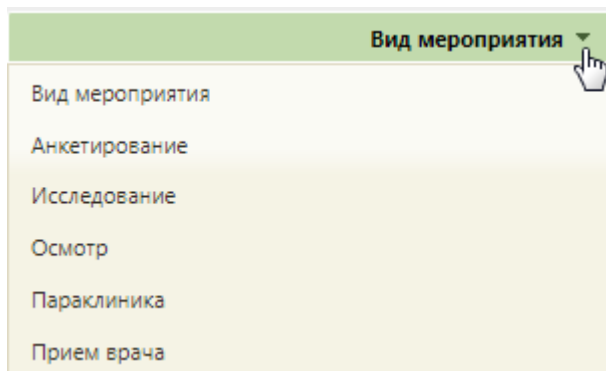 Вид мероприятия
Вид мероприятия
Анкетирование
Исследование
Осмотр
Параклиника
Прием врача